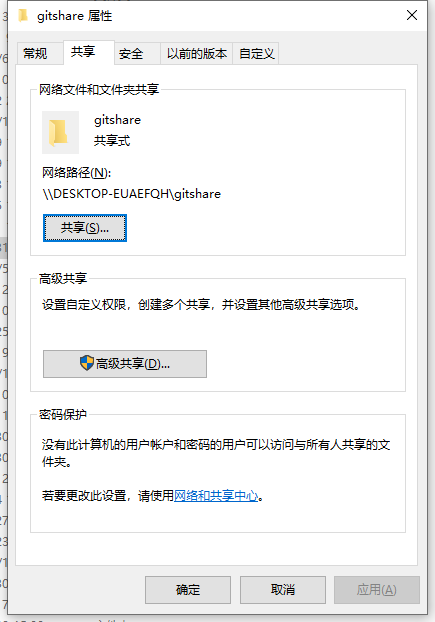 gitshare 属性
常规
共享
安全
以前的版本
自定义
网络文件和文件夹共享
gitshare
共享式
网络路径(N):
\\DESKTOP-EUAEFQH\gitshare
共享(S)...
高级共享
设置自定义权限，创建多个共享，并设置其他高级共享选项。
高级共享(D)...
密码保护
没有此计算机的用户帐户和密码的用户可以访问与所有人共享的文
件夹。
若要更改此设置，请使用网络和共享中心。
确定
取消
应用(A)